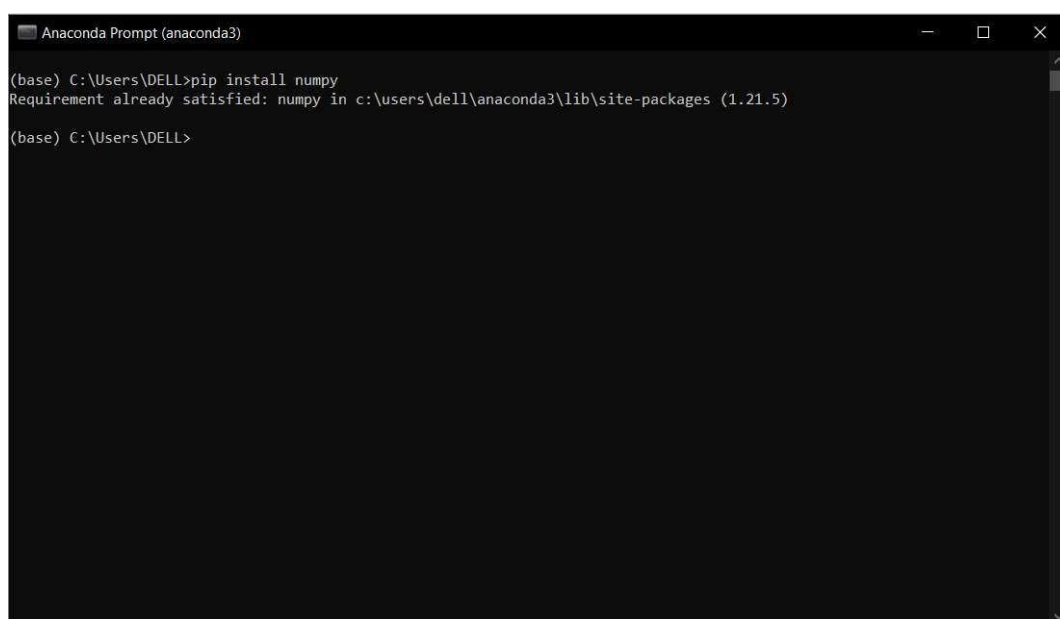 Anaconda Prompt (anaconda3)
(base) C:\Users\DELL>pip install numpy
Requirement already satisfied: numpy in c:\users\dell\anaconda3\lib\site-packages (1.21.5)
(base) C:\Users\DELL>